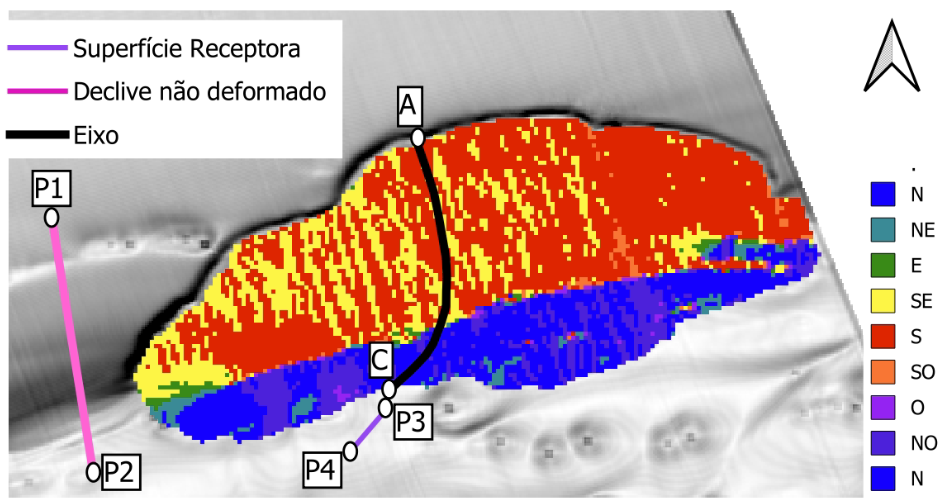 Superfície Receptora
Declive não deformado
Eixo
A
P1
C
P3
P4
P2
.
N
NE
E
SE
S
SO
O
NO
N